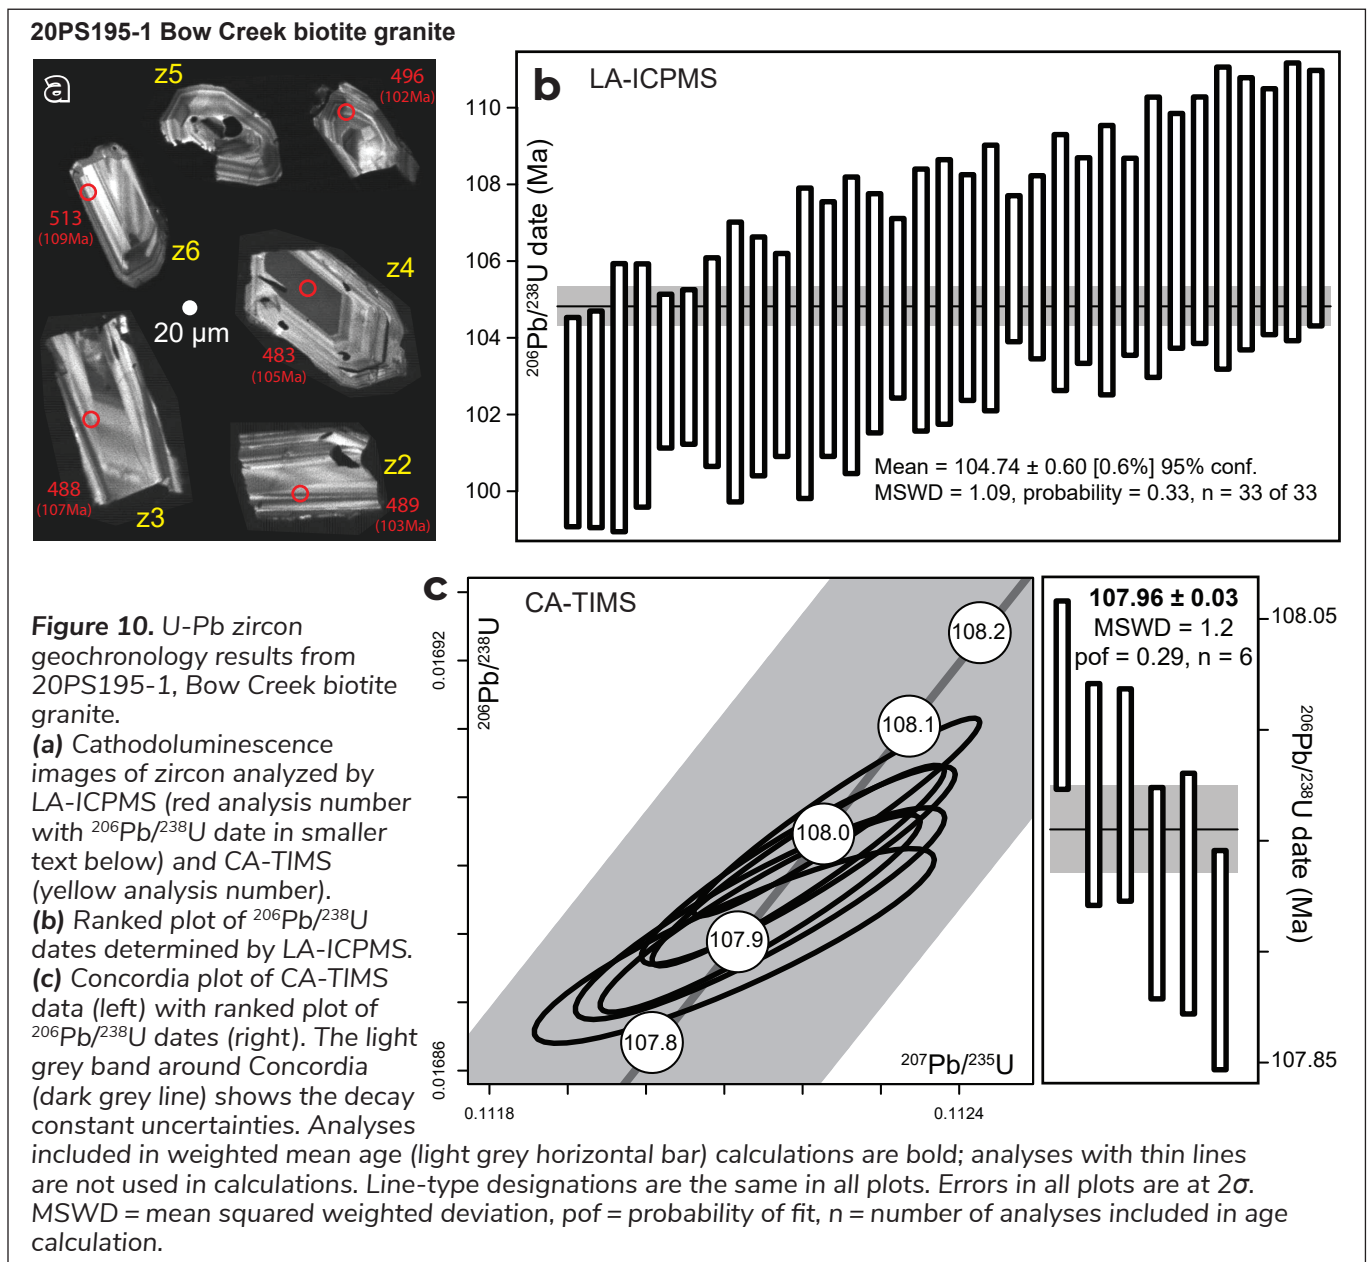 20PS195-1 Bow Creek biotite granite
a
z5
496
(102Ma)
513
(109Ma)
z6
z4
20 µm
483
(105Ma)
488
(107Ma)
z3
z2
489
(103Ma)
b LA-ICPMS
110
108
106
104
102
100
206Pb/238U date (Ma)
Mean = 104.74 ± 0.60 [0.6%] 95% conf.
MSWD = 1.09, probability = 0.33, n = 33 of 33
c CA-TIMS
206Pb/238U
0.01692
0.01686
108.2
108.1
108.0
107.9
107.8
207Pb/235U
0.1118
0.1124
107.96 ± 0.03
MSWD = 1.2
pof = 0.29, n = 6
108.05
206Pb/238U date (Ma)
107.85
Figure 10. U-Pb zircon
geochronology results from
20PS195-1, Bow Creek biotite
granite.
(a) Cathodoluminescence
images of zircon analyzed by
LA-ICPMS (red analysis number
with 206Pb/238U date in smaller
text below) and CA-TIMS
(yellow analysis number).
(b) Ranked plot of 206Pb/238U
dates determined by LA-ICPMS.
(c) Concordia plot of CA-TIMS
data (left) with ranked plot of
206Pb/238U dates (right). The light
grey band around Concordia
(dark grey line) shows the decay
constant uncertainties. Analyses
included in weighted mean age (light grey horizontal bar) calculations are bold; analyses with thin lines
are not used in calculations. Line-type designations are the same in all plots. Errors in all plots are at 2σ.
MSWD = mean squared weighted deviation, pof = probability of fit, n = number of analyses included in age
calculation.